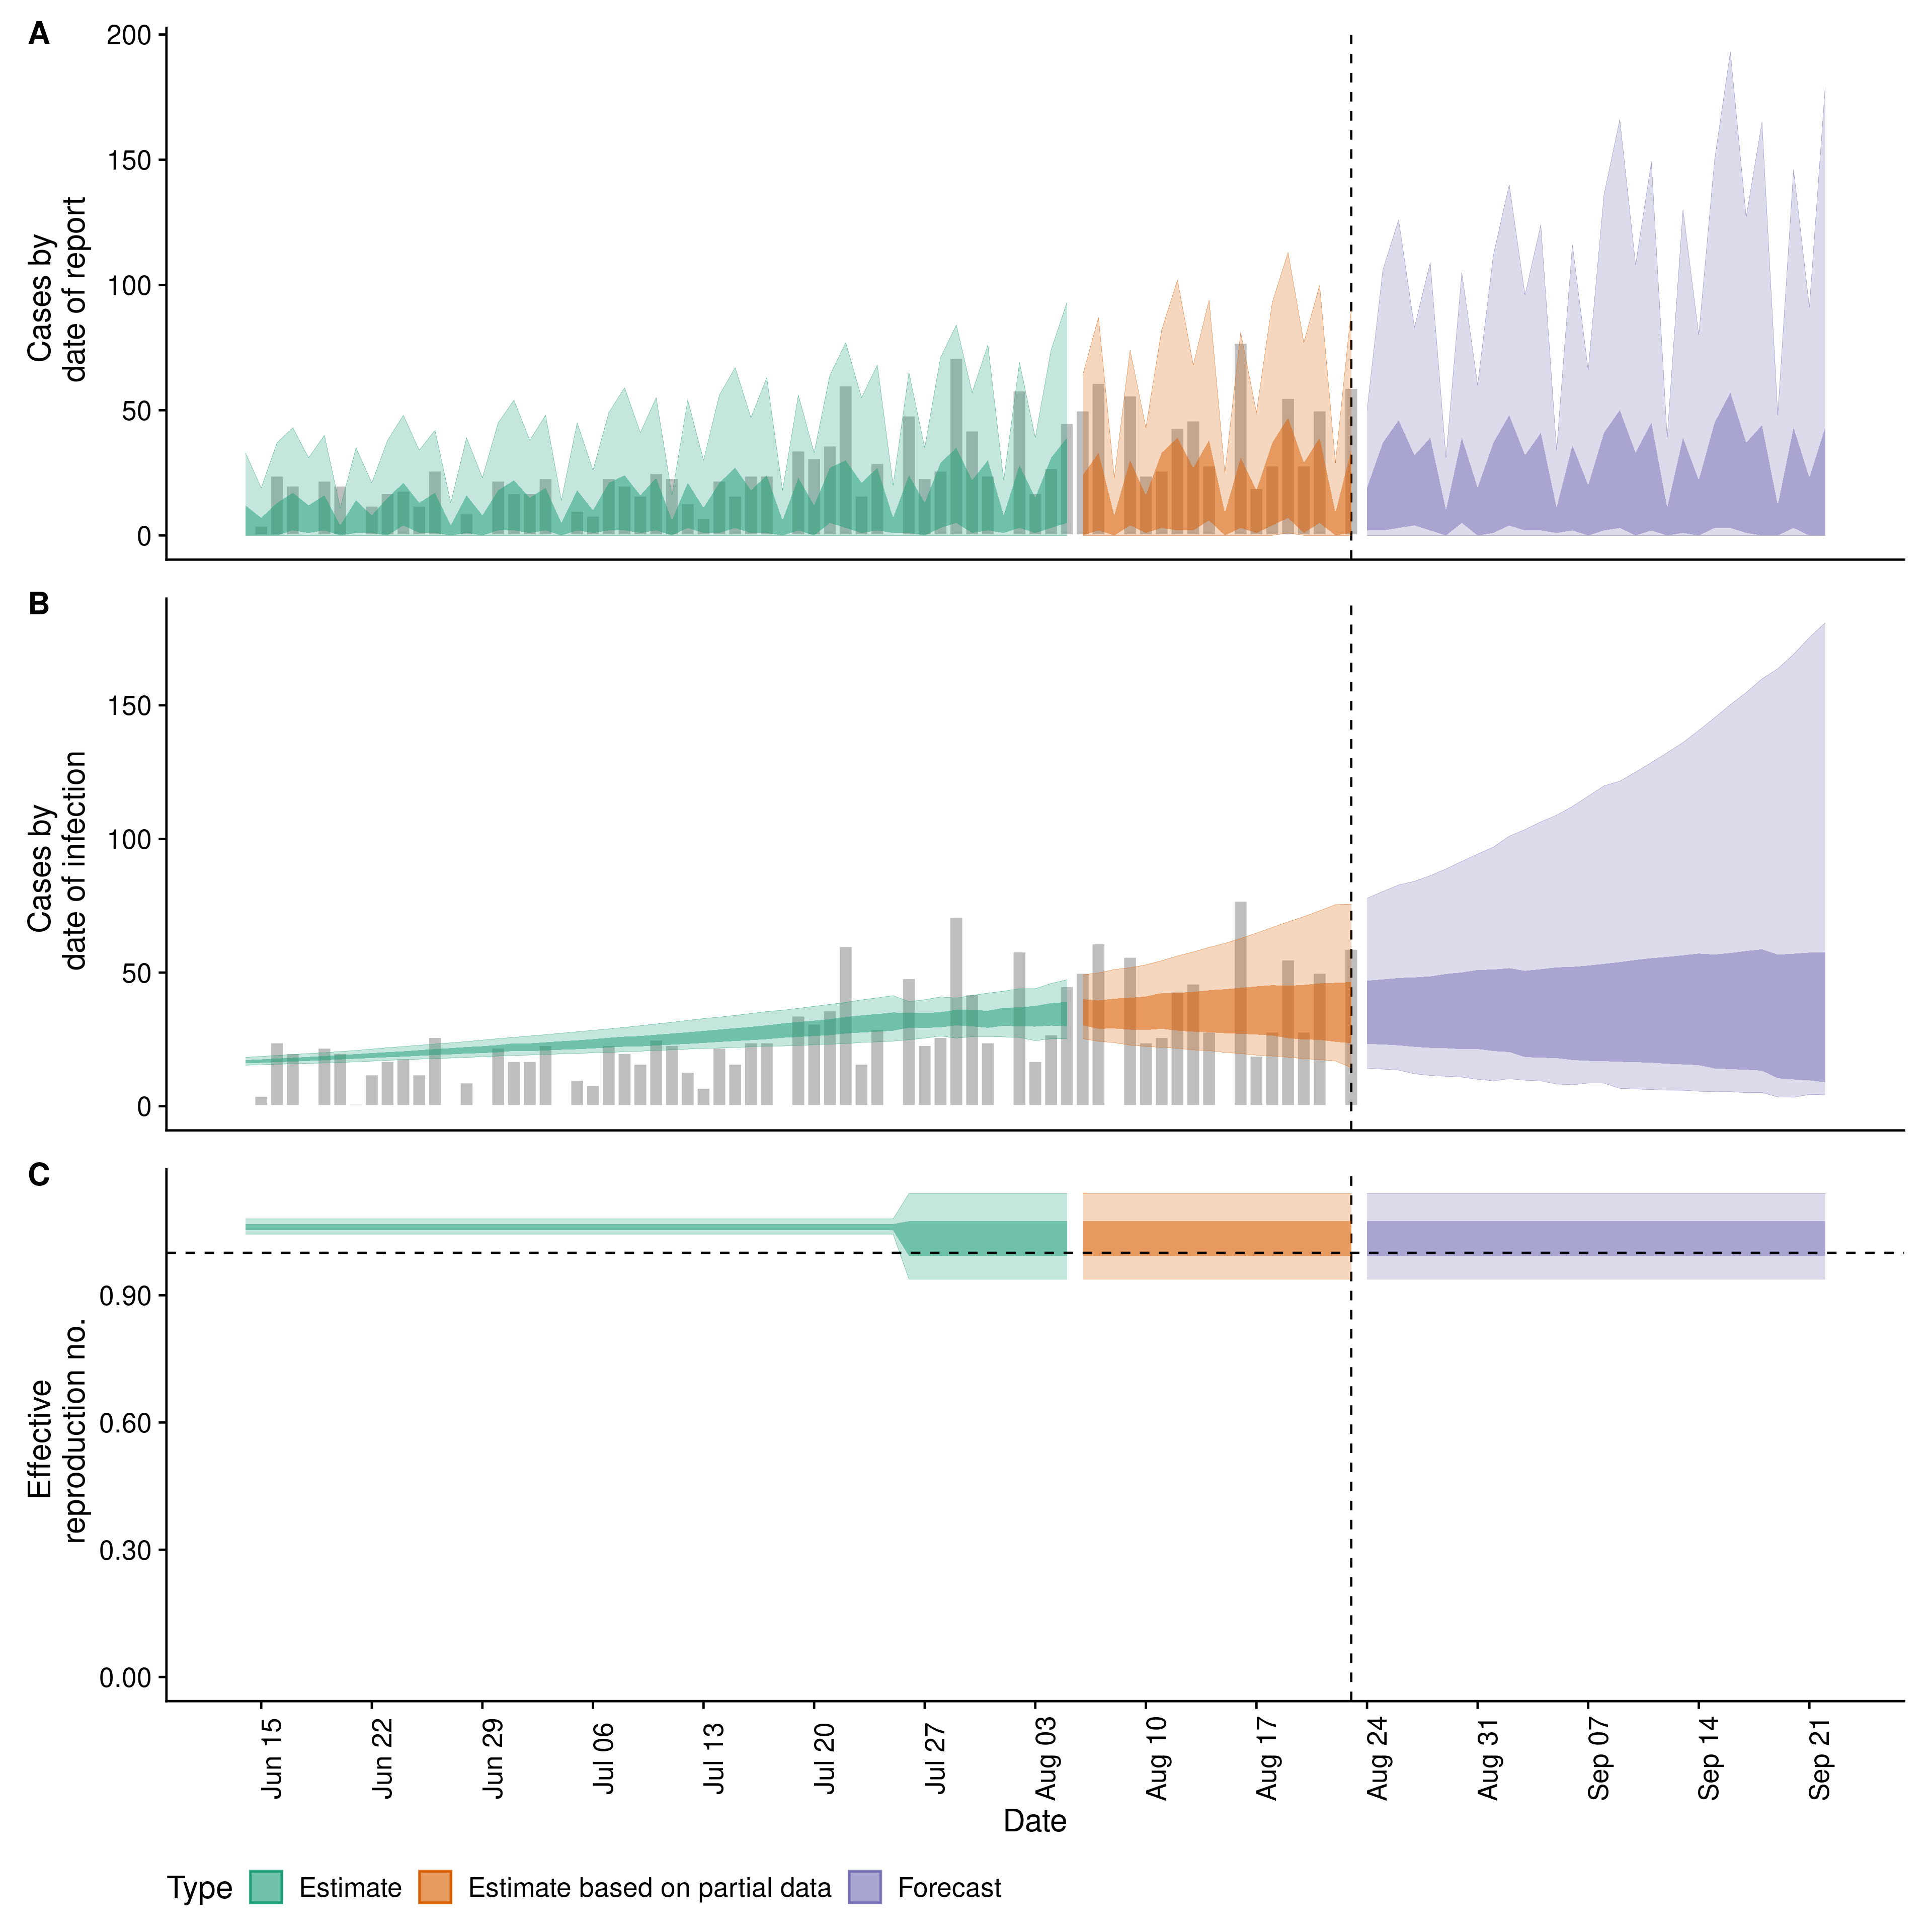 A
200
150
100
50
0
Cases by
date of report
B
150
100
50
0
Cases by
date of infection
C
0.90
0.60
0.30
0.00
Effective
reproduction no.
Jun 15
Jun 22
Jun 29
Jul 06
Jul 13
Jul 20
Jul 27
Aug 03
Aug 10
Aug 17
Aug 24
Aug 31
Sep 07
Sep 14
Sep 21
Date
Type Estimate Estimate based on partial data Forecast